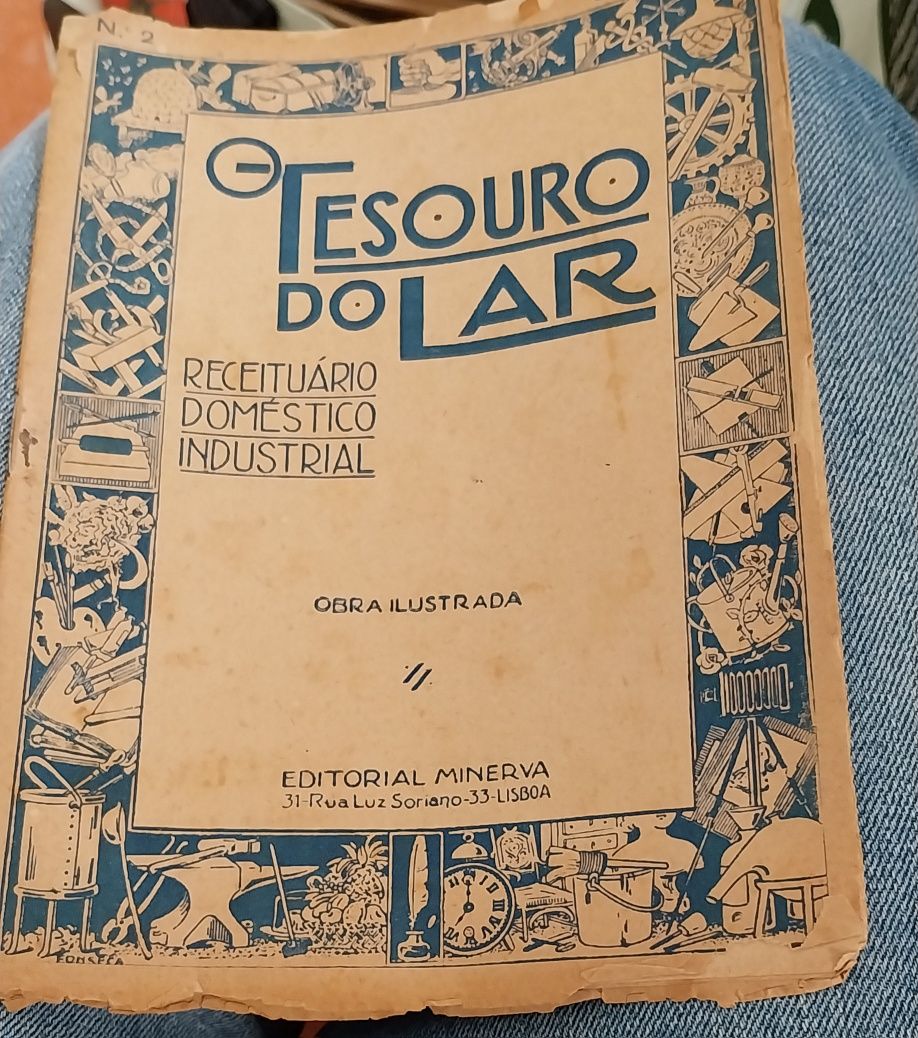 N.º 2
O TESOURO
DO LAR
RECEITUÁRIO
DOMÉSTICO
INDUSTRIAL
OBRA ILUSTRADA
EDITORIAL MINERVA
31-Rua Luz Soriano-33-LISBOA
FONSECA